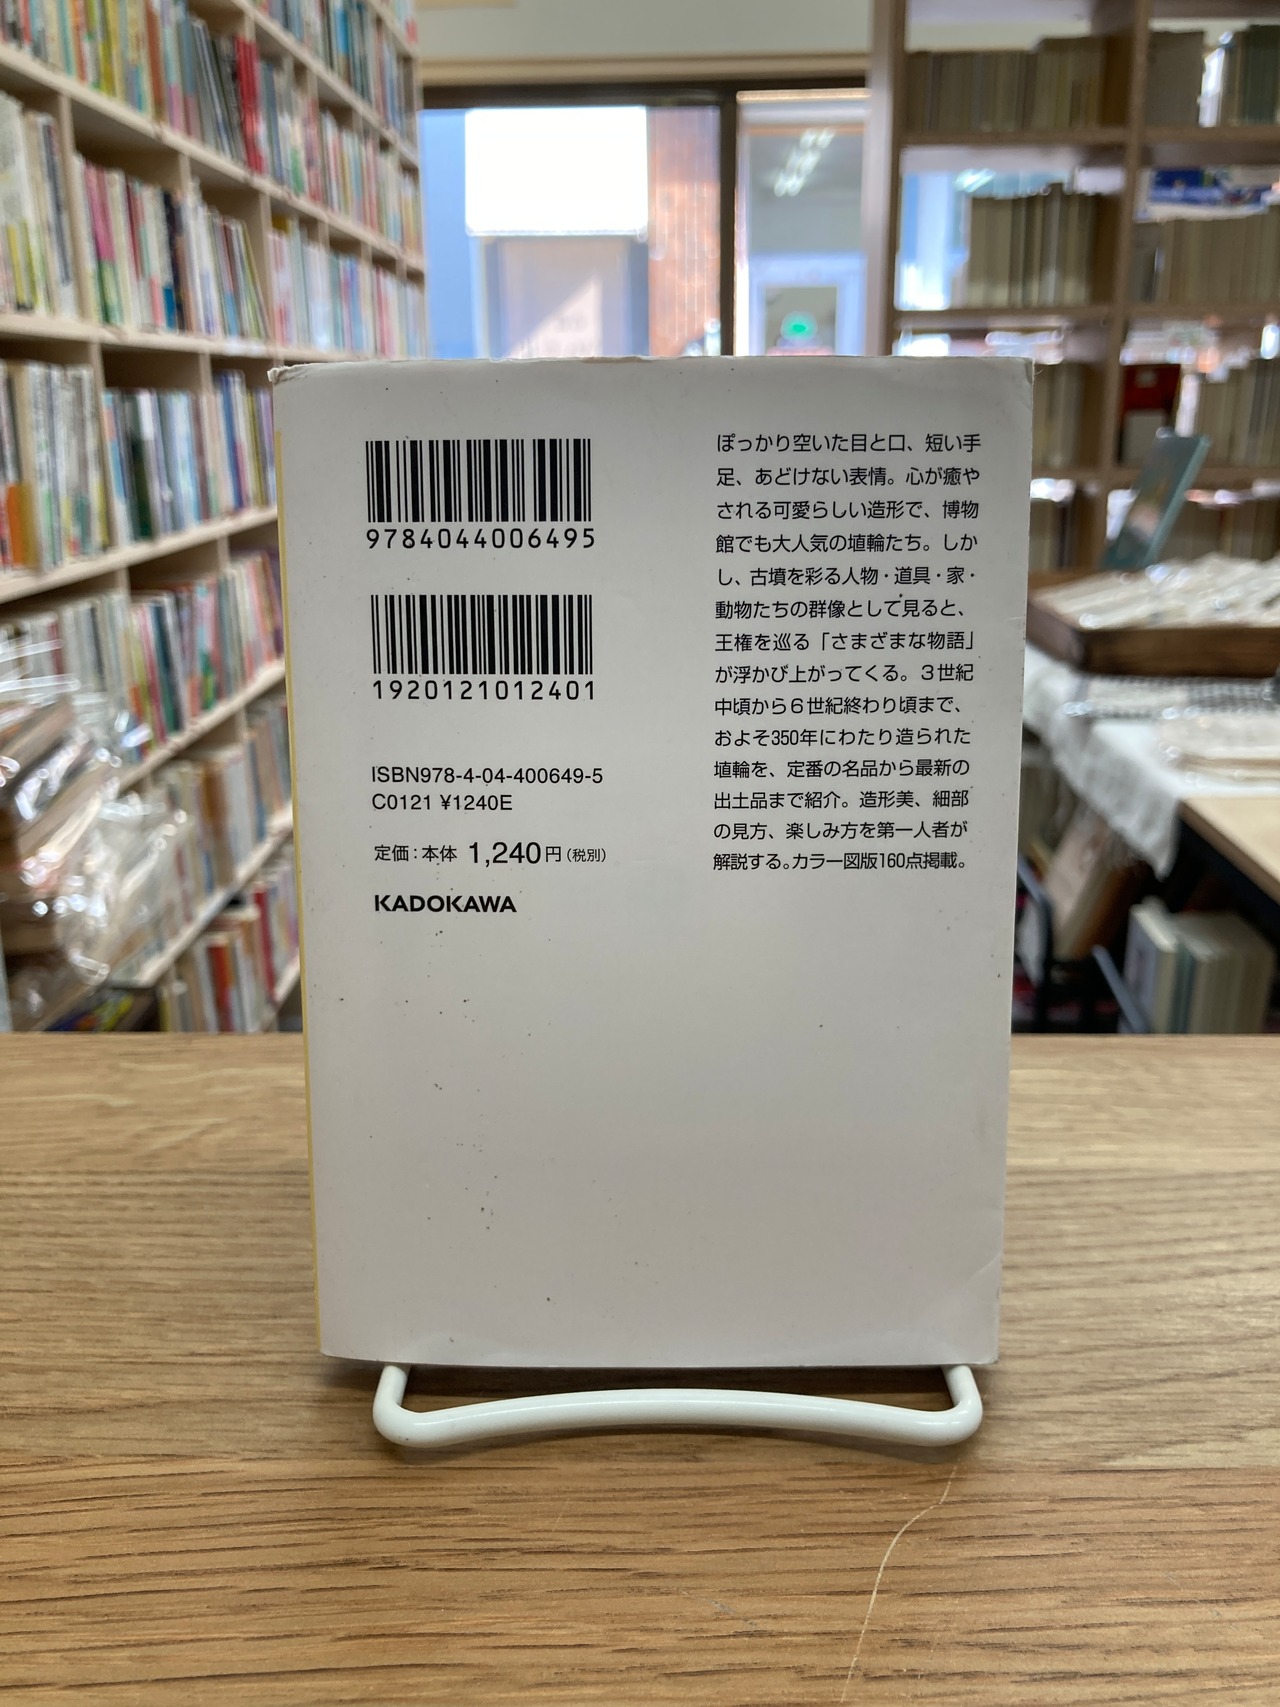 9784044006495
1920121012401
ISBN978-4-04-400649-5
C0121 ¥1240E
定価：本体 1,240円（税別）
KADOKAWA
ぽっかり空いた目と口、短い手
足、あどけない表情。心が癒や
される可愛らしい造形で、博物
館でも大人気の埴輪たち。しか
し、古墳を彩る人物・道具・家・
動物たちの群像として見ると、
王権を巡る「さまざまな物語」
が浮かび上がってくる。３世紀
中頃から６世紀終わり頃まで、
およそ350年にわたり造られた
埴輪を、定番の名品から最新の
出土品まで紹介。造形美、細部
の見方、楽しみ方を第一人者が
解説する。カラー図版160点掲載。